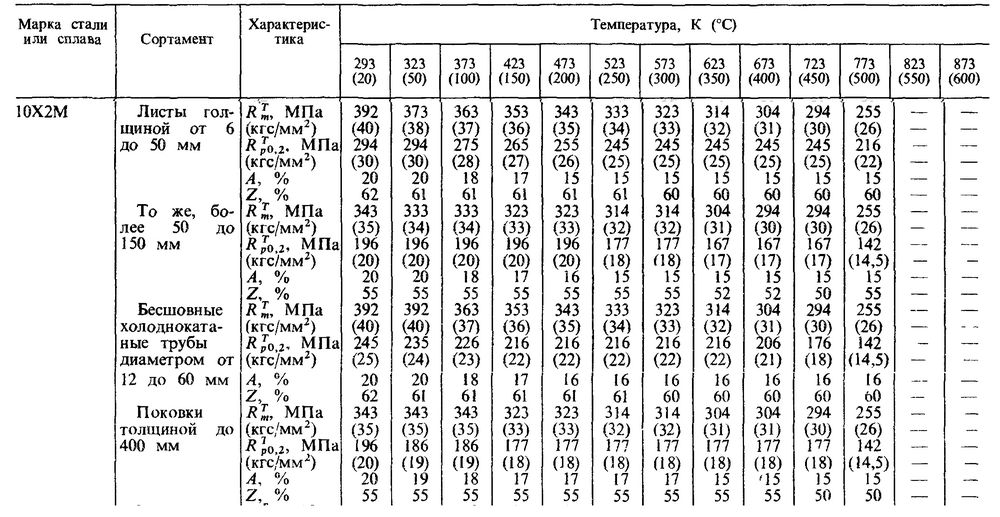 Марка стали или сплава Сортамент Характерис-тика Температура, К (°С)
293 323 373 423 473 523 573 623 673 723 773 823 873
(20) (50) (100) (150) (200) (250) (300) (350) (400) (450) (500) (550) (600)
10Х2М Листы тол- R^T_m, МПа 392 373 363 353 343 333 323 314 304 294 255 — —
щиной от 6 (кгс/мм²) (40) (38) (37) (36) (35) (34) (33) (32) (31) (30) (26) — —
до 50 мм R^T_p0,2, МПа 294 294 275 265 255 245 245 245 245 245 216 — —
(кгс/мм²) (30) (30) (28) (27) (26) (25) (25) (25) (25) (25) (22) — —
A, % 20 20 18 17 15 15 15 15 15 15 15 — —
Z, % 62 61 61 61 61 61 60 60 60 60 60 — —
То же, бо- R^T_m, МПа 343 333 333 323 323 314 314 304 294 294 255 — —
лее 50 до (кгс/мм²) (35) (34) (34) (33) (33) (32) (32) (31) (30) (30) (26) — —
150 мм R^T_p0,2, МПа 196 196 196 196 196 177 177 167 167 167 142 — —
(кгс/мм²) (20) (20) (20) (20) (20) (18) (18) (17) (17) (17) (14,5) — —
A, % 20 20 18 17 16 15 15 15 15 15 15 — —
Z, % 55 55 55 55 55 55 55 52 52 50 55 — —
Бесшовные R^T_m, МПа 392 392 363 353 343 333 323 314 304 294 255 — —
холодноката- (кгс/мм²) (40) (40) (37) (36) (35) (34) (33) (32) (31) (30) (26) — —
ные трубы R^T_p0,2, МПа 245 235 226 216 216 216 216 216 206 176 142 — —
диаметром от (кгс/мм²) (25) (24) (23) (22) (22) (22) (22) (22) (21) (18) (14,5) — —
12 до 60 мм A, % 20 20 18 17 16 16 16 16 16 16 16 — —
Z, % 62 61 61 61 61 61 60 60 60 60 60 — —
Поковки R^T_m, МПа 343 343 343 323 323 314 314 304 304 294 255 — —
толщиной до (кгс/мм²) (35) (35) (35) (33) (33) (32) (32) (31) (31) (30) (26) — —
400 мм R^T_p0,2, МПа 196 186 186 177 177 177 177 177 177 177 142 — —
(кгс/мм²) (20) (19) (19) (18) (18) (18) (18) (18) (18) (18) (14,5) — —
A, % 20 19 18 17 17 17 17 15 15 15 15 — —
Z, % 55 55 55 55 55 55 55 55 55 50 50 — —